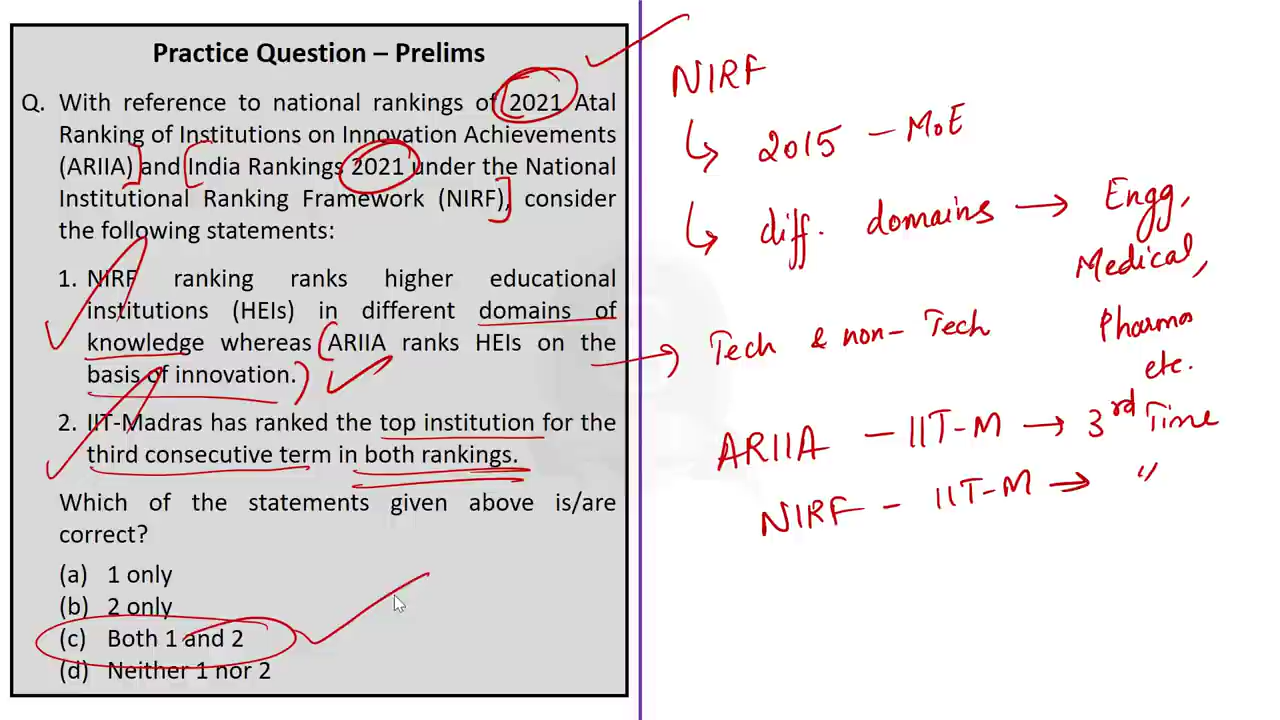 Practice Question – Prelims
Q. With reference to national rankings of 2021 Atal
Ranking of Institutions on Innovation Achievements
(ARIIA) and India Rankings 2021 under the National
Institutional Ranking Framework (NIRF), consider
the following statements:
1. NIRF ranking ranks higher educational
institutions (HEIs) in different domains of
knowledge whereas ARIIA ranks HEIs on the
basis of innovation.
2. IIT-Madras has ranked the top institution for the
third consecutive term in both rankings.
Which of the statements given above is/are
correct?
(a) 1 only
(b) 2 only
(c) Both 1 and 2
(d) Neither 1 nor 2
NIRF
2015 – MoE
diff. domains → Engg,
Medical,
Pharma
etc.
Tech & non-Tech
ARIIA – IIT-M → 3rd Time
NIRF – IIT-M → "